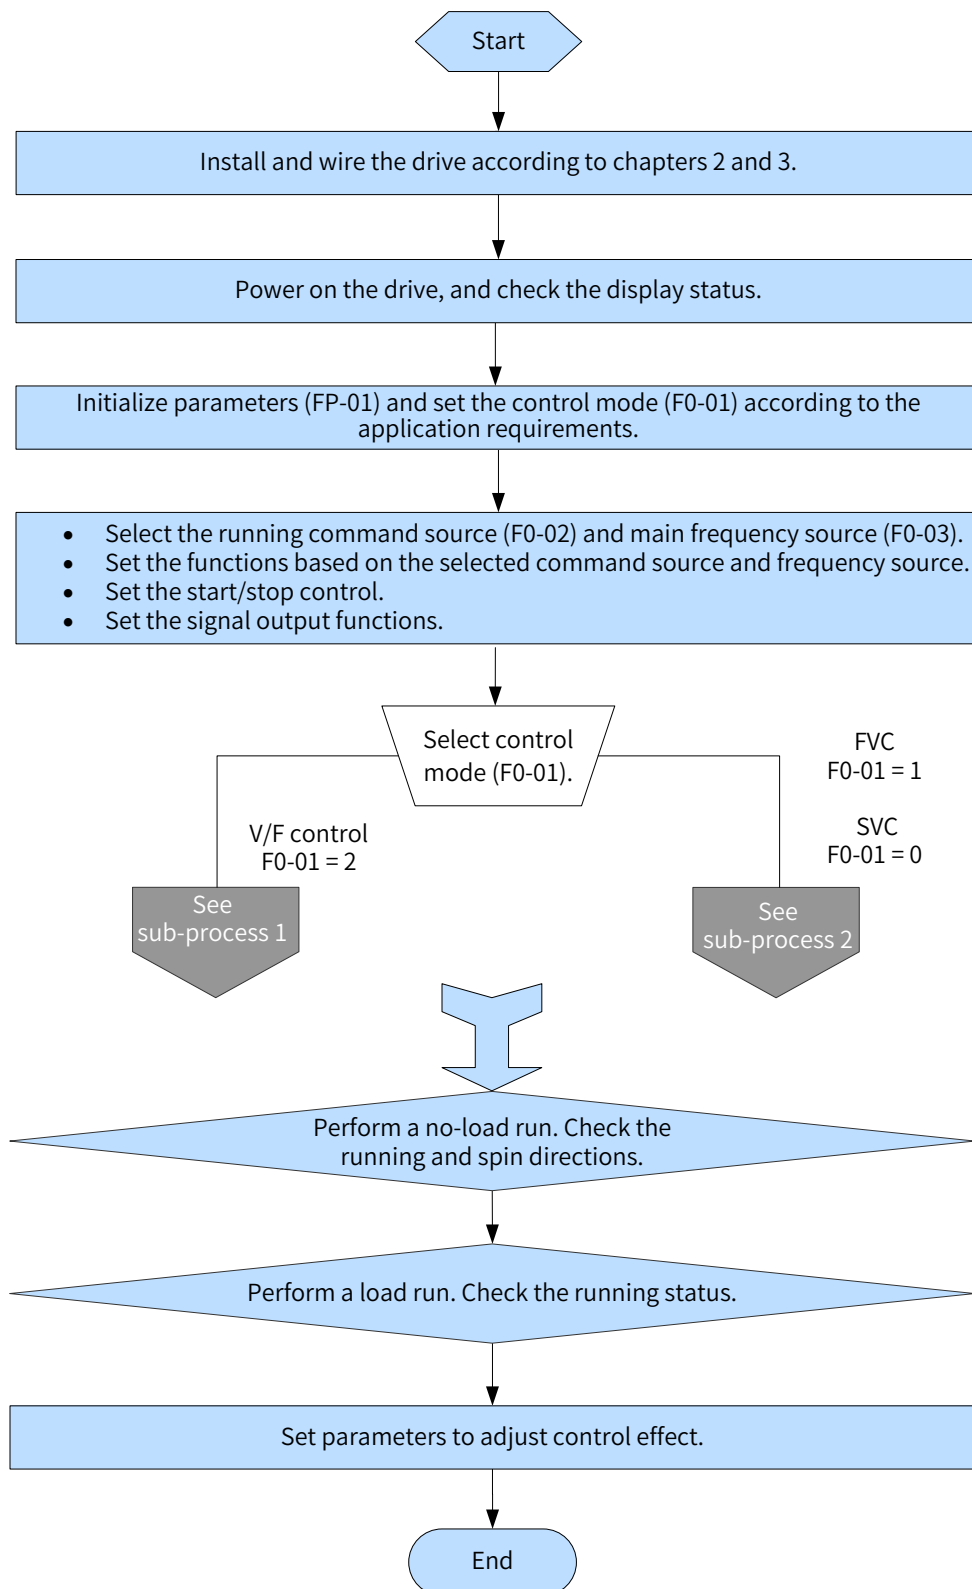 Start
Install and wire the drive according to chapters 2 and 3.
Power on the drive, and check the display status.
Initialize parameters (FP-01) and set the control mode (F0-01) according to the
application requirements.
• Select the running command source (F0-02) and main frequency source (F0-03).
• Set the functions based on the selected command source and frequency source.
• Set the start/stop control.
• Set the signal output functions.
Select control
mode (F0-01).
FVC
F0-01 = 1
SVC
F0-01 = 0
V/F control
F0-01 = 2
See
sub-process 1
See
sub-process 2
Perform a no-load run. Check the
running and spin directions.
Perform a load run. Check the running status.
Set parameters to adjust control effect.
End